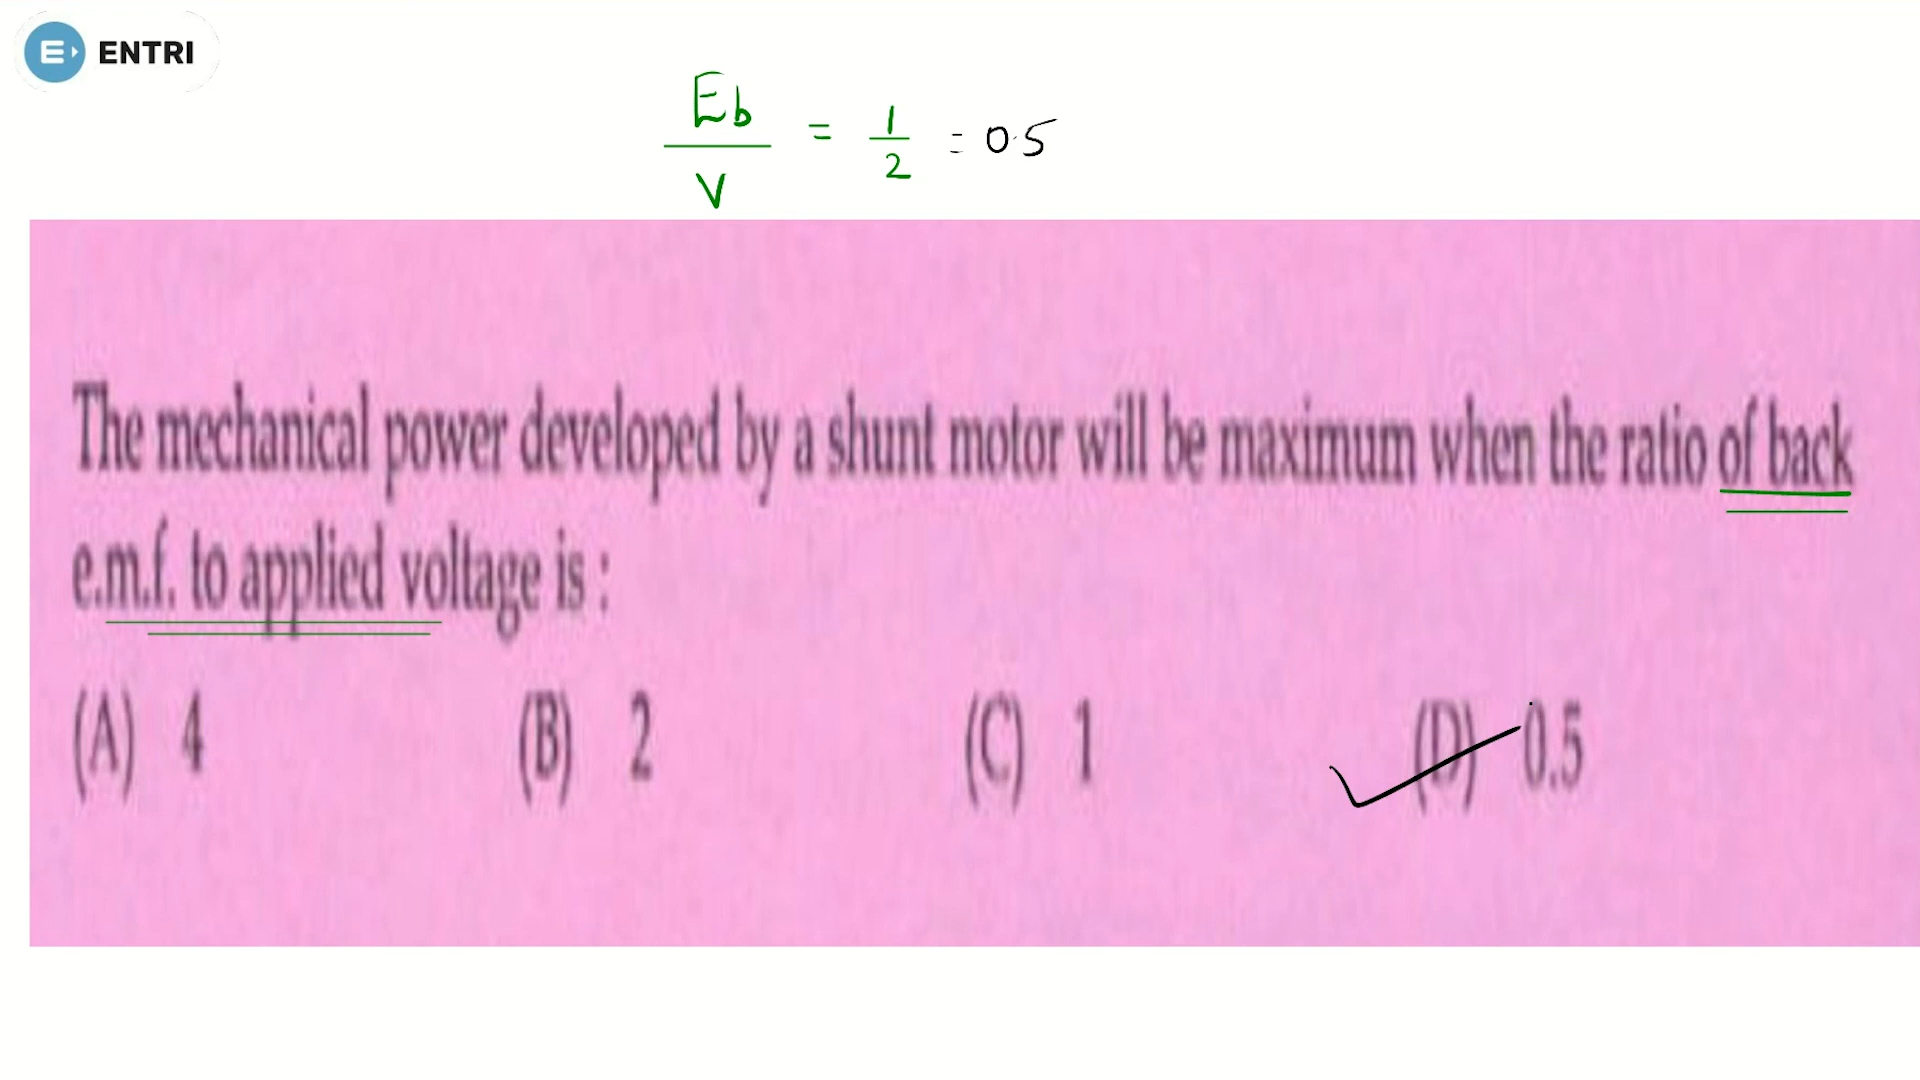 ENTRI
Eb/V = 1/2 = 0.5
The mechanical power developed by a shunt motor will be maximum when the ratio of back
e.m.f. to applied voltage is :
(A) 4 (B) 2 (C) 1 (D) 0.5